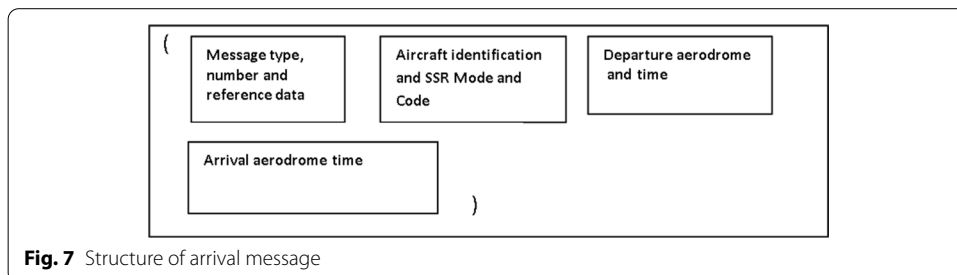 (
Message type,
number and
reference data
Aircraft identification
and SSR Mode and
Code
Departure aerodrome
and time
Arrival aerodrome time
)
Fig. 7 Structure of arrival message